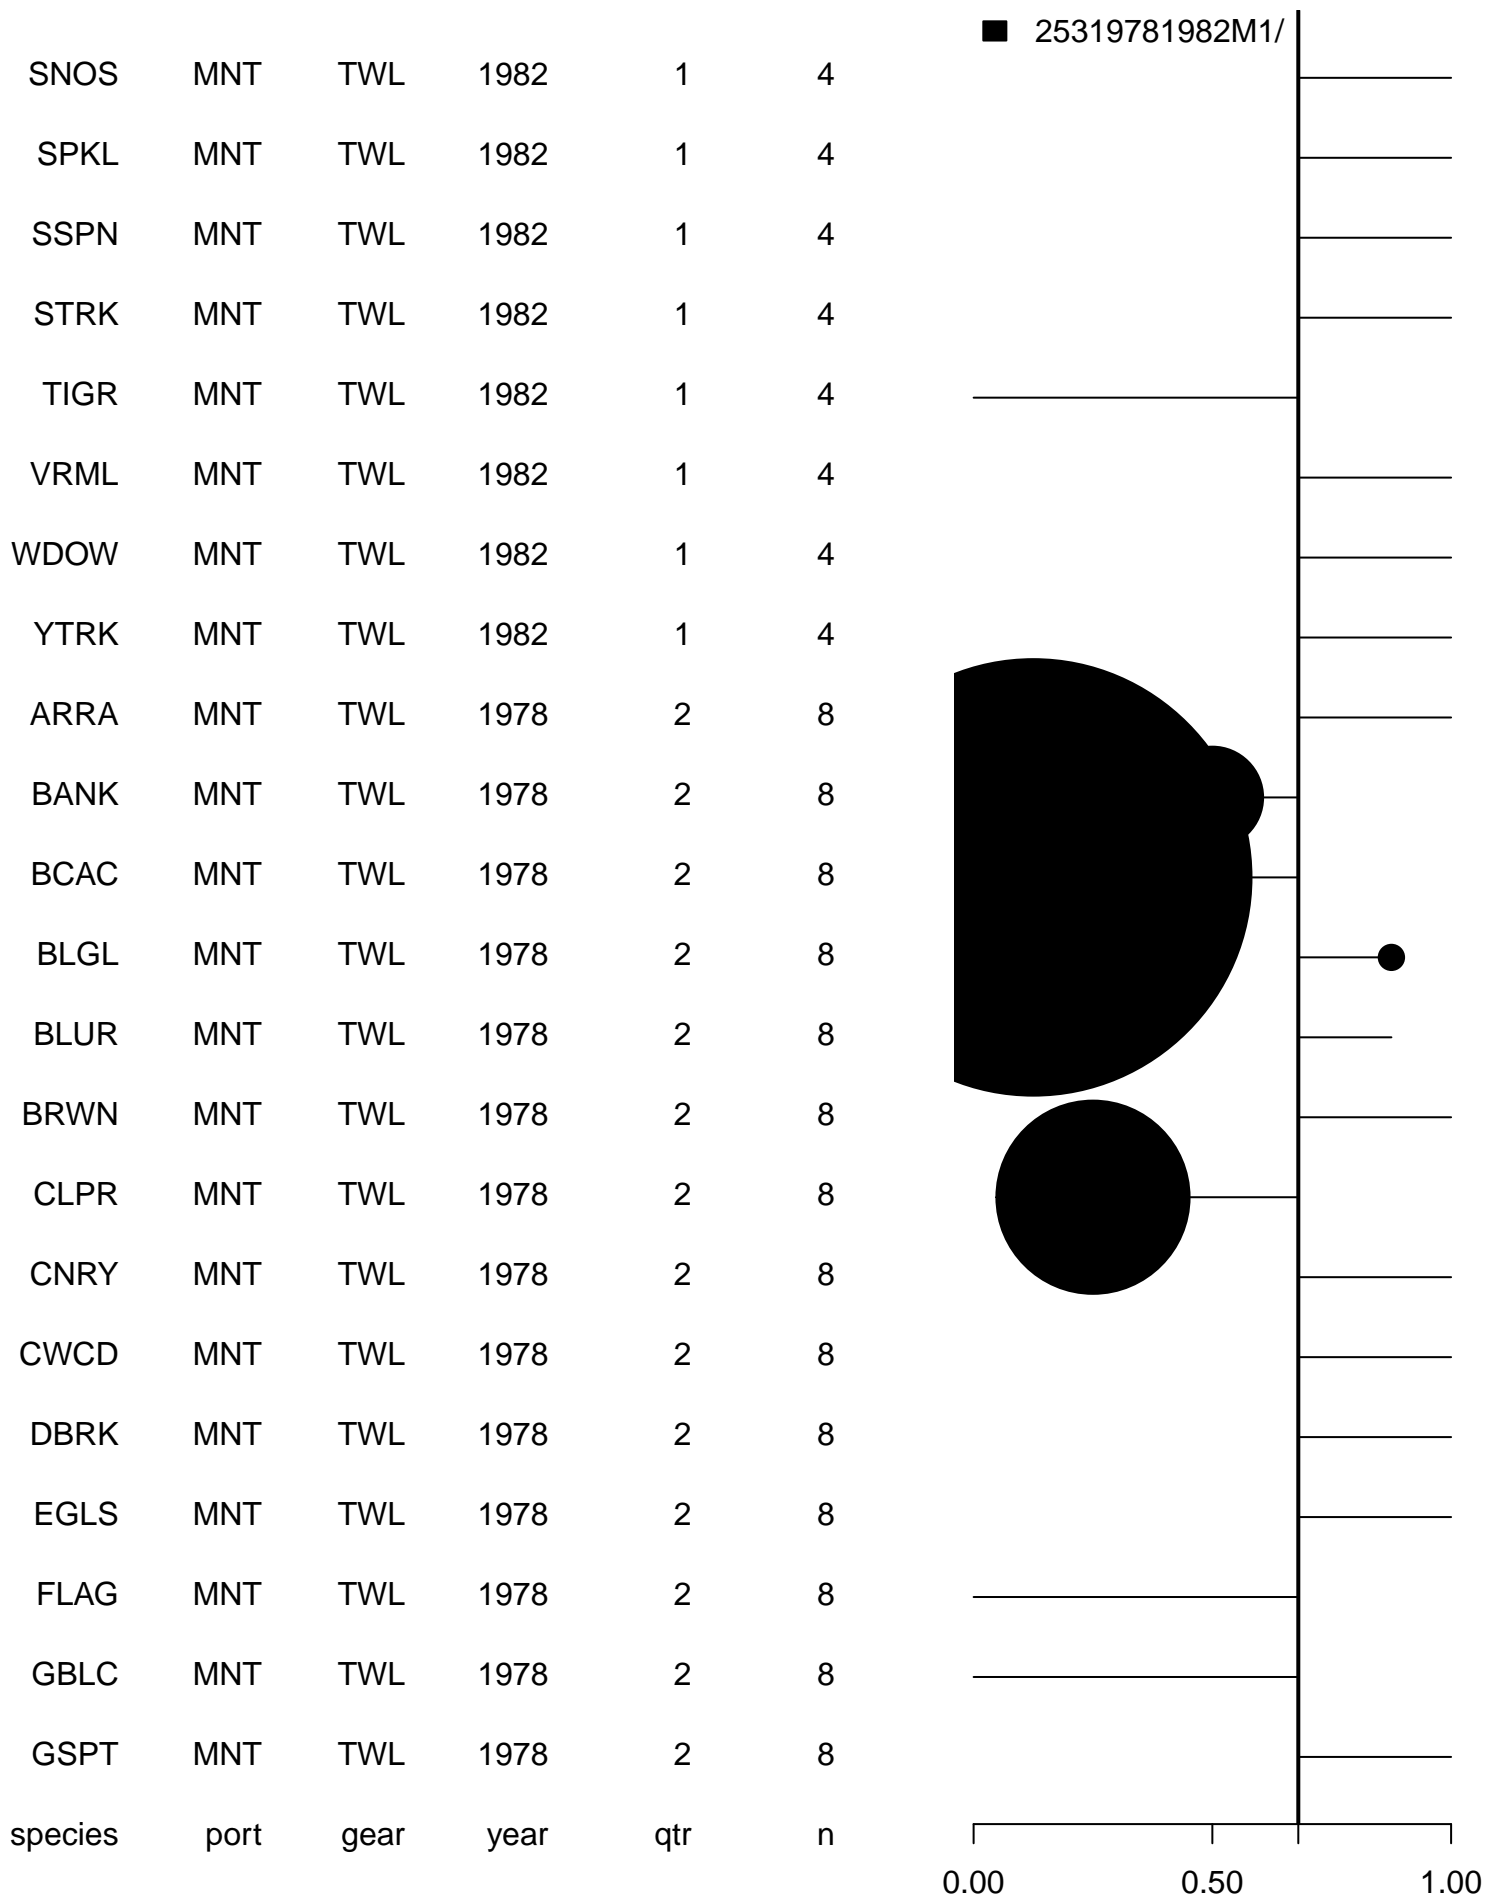 25319781982M1/
SNOS MNT TWL 1982 1 4
SPKL MNT TWL 1982 1 4
SSPN MNT TWL 1982 1 4
STRK MNT TWL 1982 1 4
TIGR MNT TWL 1982 1 4
VRML MNT TWL 1982 1 4
WDOW MNT TWL 1982 1 4
YTRK MNT TWL 1982 1 4
ARRA MNT TWL 1978 2 8
BANK MNT TWL 1978 2 8
BCAC MNT TWL 1978 2 8
BLGL MNT TWL 1978 2 8
BLUR MNT TWL 1978 2 8
BRWN MNT TWL 1978 2 8
CLPR MNT TWL 1978 2 8
CNRY MNT TWL 1978 2 8
CWCD MNT TWL 1978 2 8
DBRK MNT TWL 1978 2 8
EGLS MNT TWL 1978 2 8
FLAG MNT TWL 1978 2 8
GBLC MNT TWL 1978 2 8
GSPT MNT TWL 1978 2 8
species port gear year qtr n
0.00 0.50 1.00